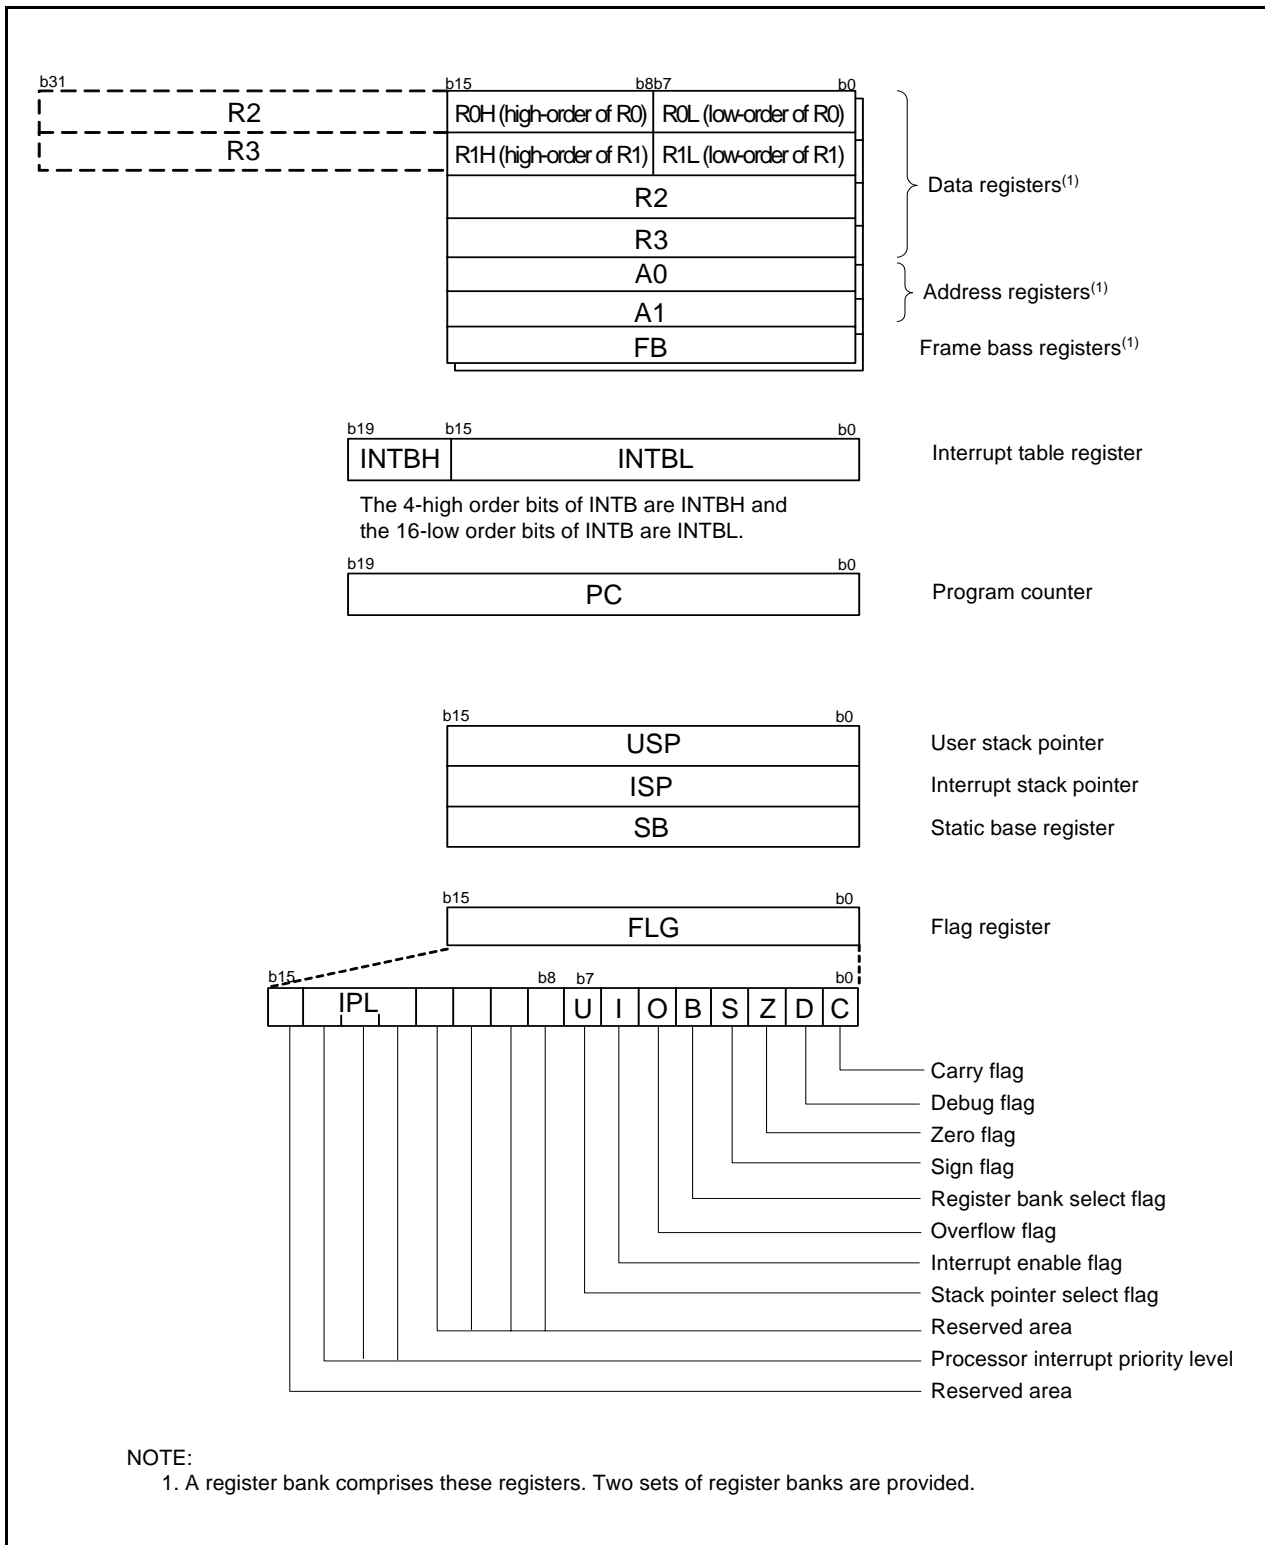 b31 b15 b8b7 b0
R2 R0H (high-order of R0) R0L (low-order of R0)
R3 R1H (high-order of R1) R1L (low-order of R1)
R2
Data registers(1)
R3
A0
Address registers(1)
A1
FB
Frame bass registers(1)
b19 b15 b0
INTBH INTBL Interrupt table register
The 4-high order bits of INTB are INTBH and
the 16-low order bits of INTB are INTBL.
b19 b0
PC Program counter
b15 b0
USP User stack pointer
ISP Interrupt stack pointer
SB Static base register
b15 b0
FLG Flag register
b15 b8 b7 b0
IPL U I O B S Z D C
Carry flag
Debug flag
Zero flag
Sign flag
Register bank select flag
Overflow flag
Interrupt enable flag
Stack pointer select flag
Reserved area
Processor interrupt priority level
Reserved area
NOTE:
1. A register bank comprises these registers. Two sets of register banks are provided.